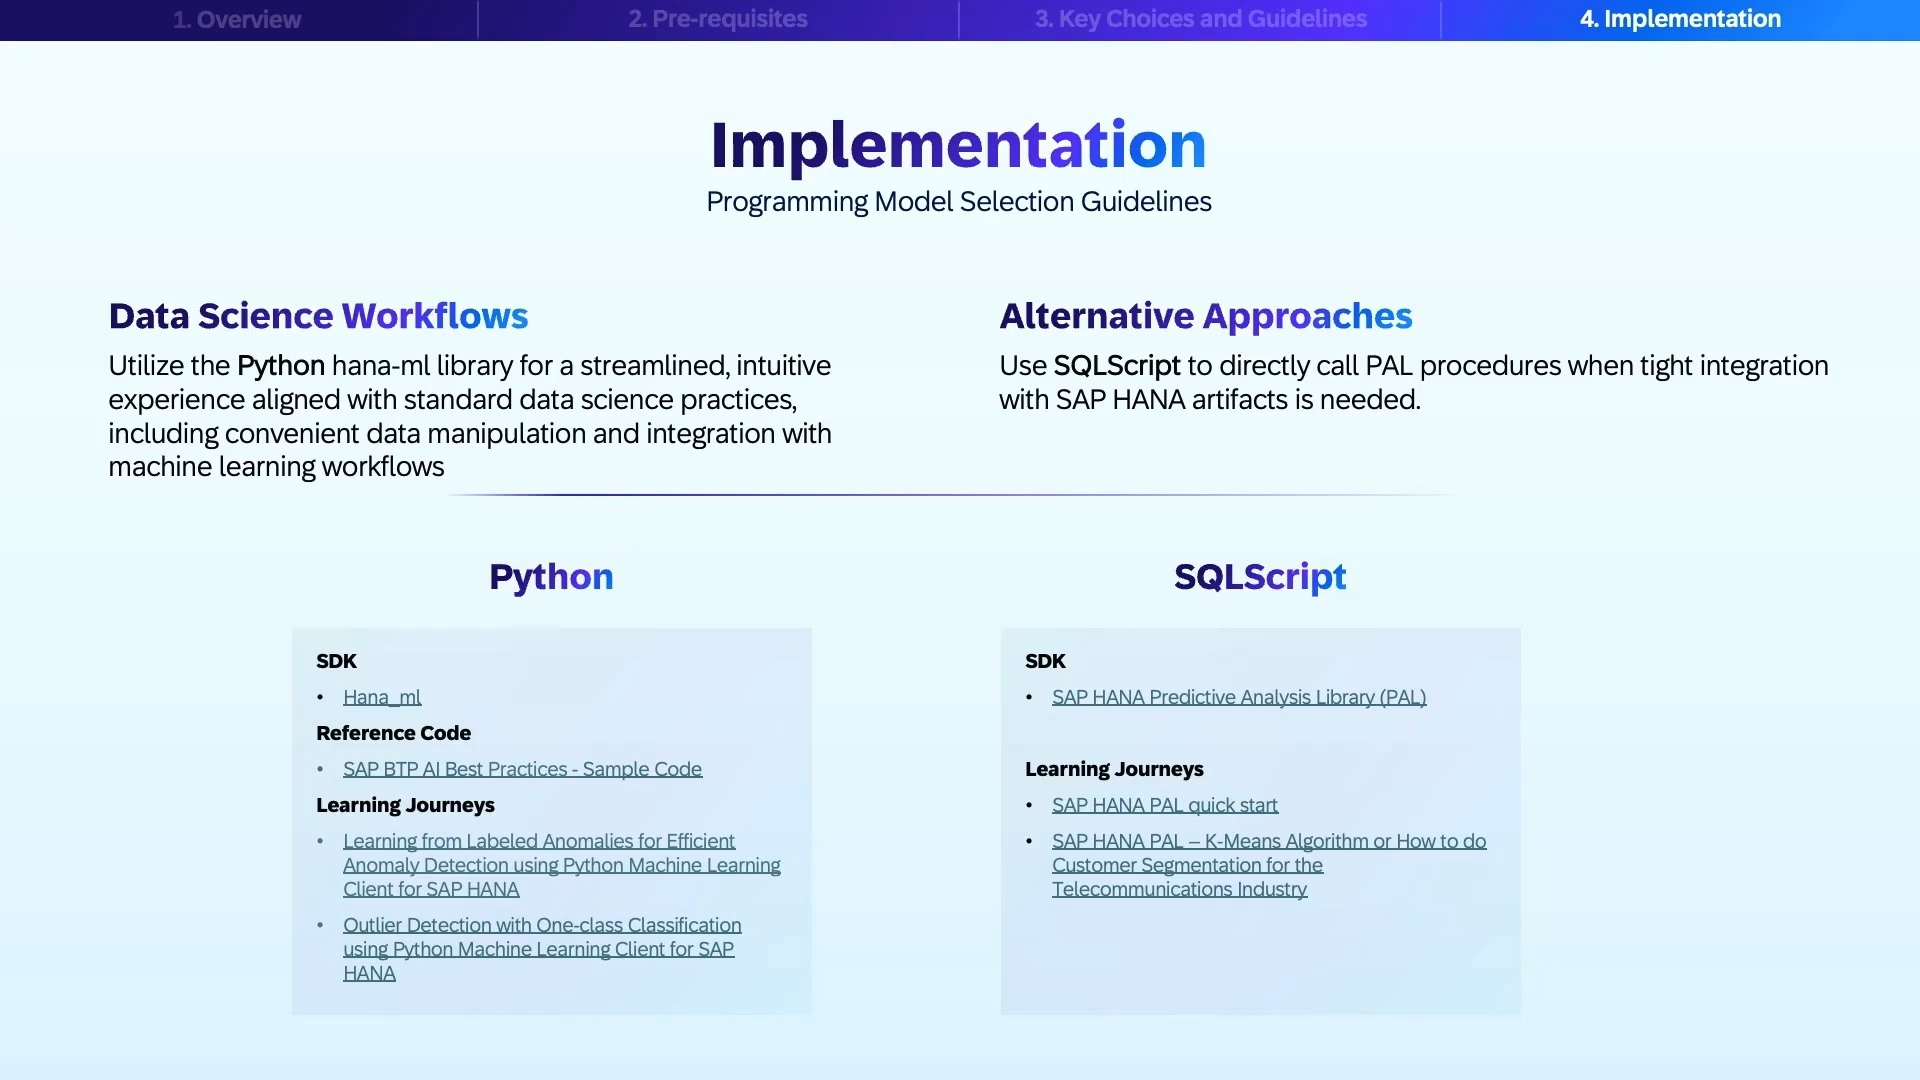 1. Overview
2. Pre-requisites
3. Key Choices and Guidelines
4. Implementation
Implementation
Programming Model Selection Guidelines
Data Science Workflows
Utilize the Python hana-ml library for a streamlined, intuitive
experience aligned with standard data science practices,
including convenient data manipulation and integration with
machine learning workflows
Alternative Approaches
Use SQLScript to directly call PAL procedures when tight integration
with SAP HANA artifacts is needed.
Python
SDK
• Hana_ml
Reference Code
• SAP BTP AI Best Practices - Sample Code
Learning Journeys
• Learning from Labeled Anomalies for Efficient
Anomaly Detection using Python Machine Learning
Client for SAP HANA
• Outlier Detection with One-class Classification
using Python Machine Learning Client for SAP
HANA
SQLScript
SDK
• SAP HANA Predictive Analysis Library (PAL)
Learning Journeys
• SAP HANA PAL quick start
• SAP HANA PAL – K-Means Algorithm or How to do
Customer Segmentation for the
Telecommunications Industry